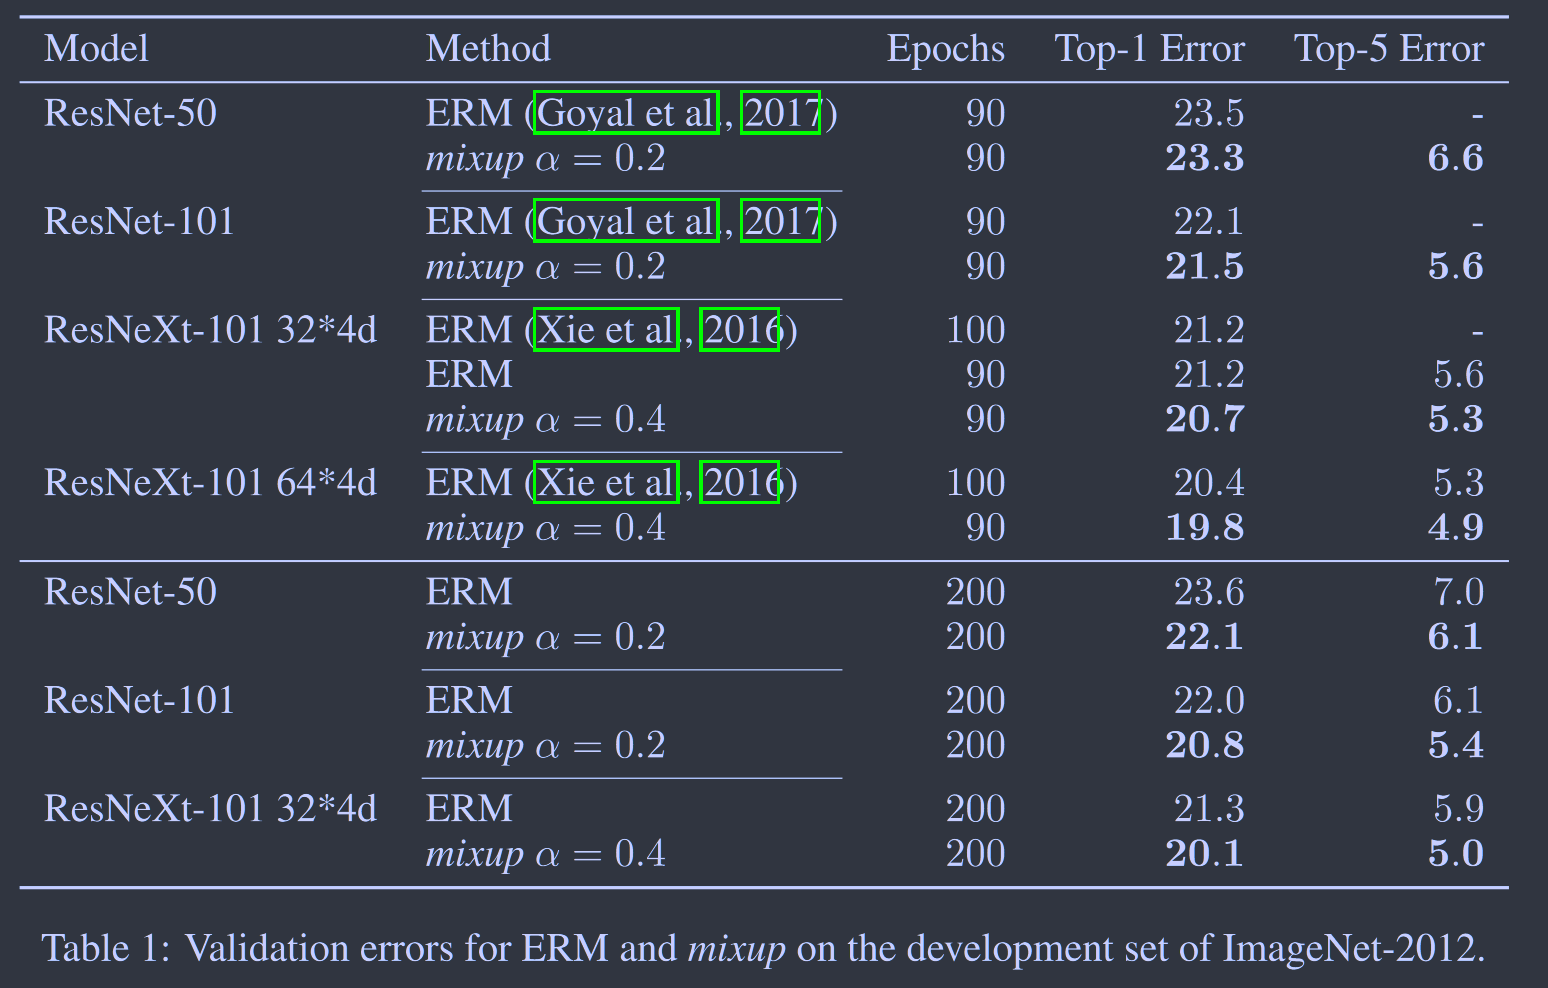 Model Method Epochs Top-1 Error Top-5 Error
ResNet-50 ERM (Goyal et al., 2017) 90 23.5 -
mixup α = 0.2 90 23.3 6.6
ResNet-101 ERM (Goyal et al., 2017) 90 22.1 -
mixup α = 0.2 90 21.5 5.6
ResNeXt-101 32*4d ERM (Xie et al., 2016) 100 21.2 -
ERM 90 21.2 5.6
mixup α = 0.4 90 20.7 5.3
ResNeXt-101 64*4d ERM (Xie et al., 2016) 100 20.4 5.3
mixup α = 0.4 90 19.8 4.9
ResNet-50 ERM 200 23.6 7.0
mixup α = 0.2 200 22.1 6.1
ResNet-101 ERM 200 22.0 6.1
mixup α = 0.2 200 20.8 5.4
ResNeXt-101 32*4d ERM 200 21.3 5.9
mixup α = 0.4 200 20.1 5.0
Table 1: Validation errors for ERM and mixup on the development set of ImageNet-2012.